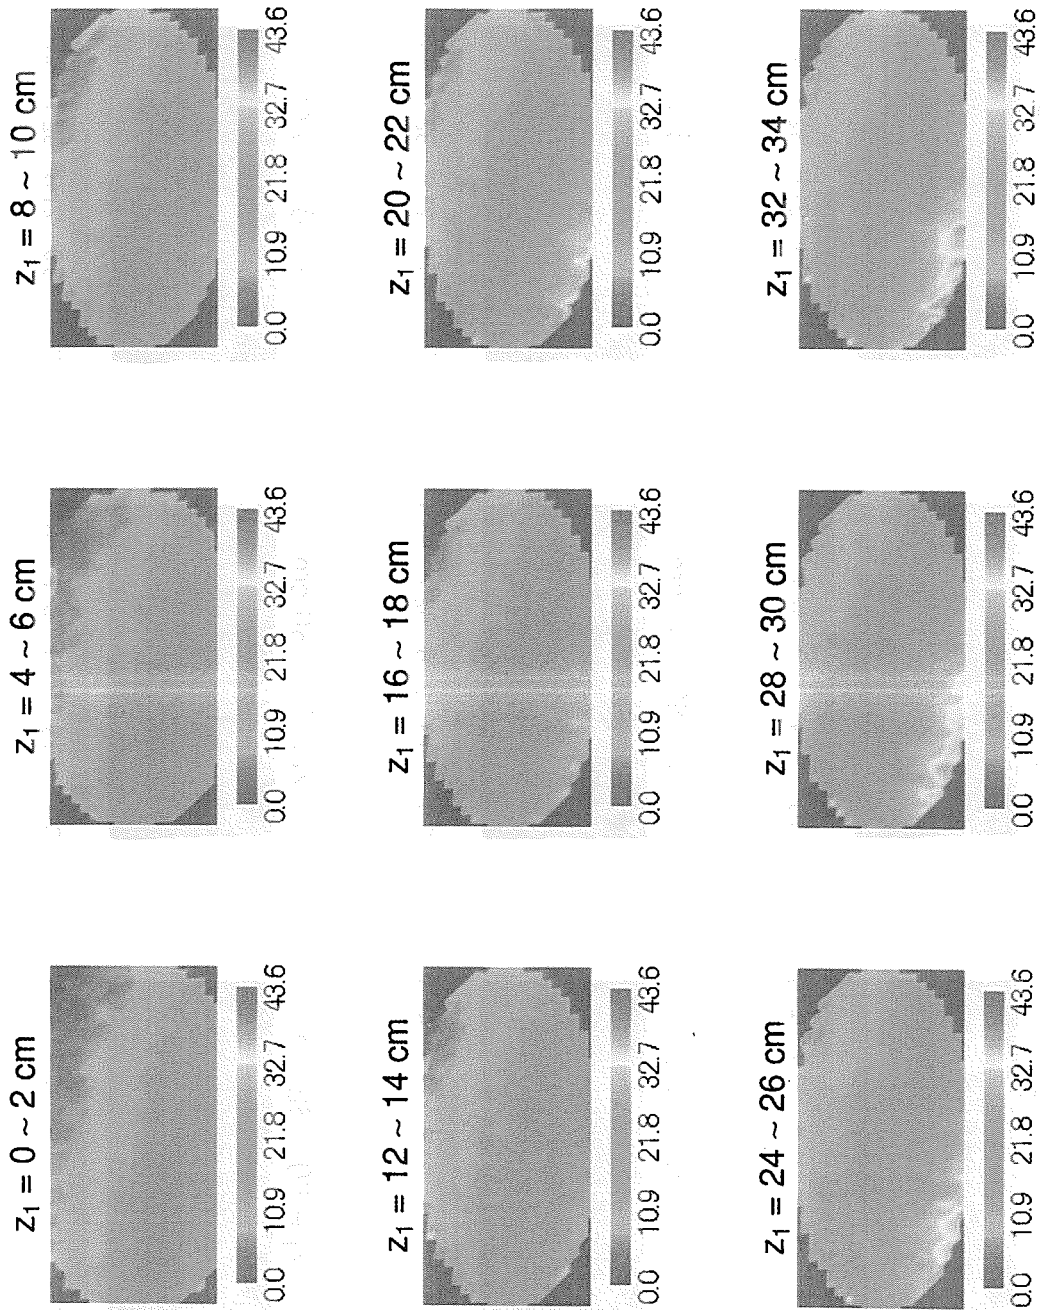 z₁ = 0 ~ 2 cm
0.0 10.9 21.8 32.7 43.6
z₁ = 4 ~ 6 cm
0.0 10.9 21.8 32.7 43.6
z₁ = 8 ~ 10 cm
0.0 10.9 21.8 32.7 43.6
z₁ = 12 ~ 14 cm
0.0 10.9 21.8 32.7 43.6
z₁ = 16 ~ 18 cm
0.0 10.9 21.8 32.7 43.6
z₁ = 20 ~ 22 cm
0.0 10.9 21.8 32.7 43.6
z₁ = 24 ~ 26 cm
0.0 10.9 21.8 32.7 43.6
z₁ = 28 ~ 30 cm
0.0 10.9 21.8 32.7 43.6
z₁ = 32 ~ 34 cm
0.0 10.9 21.8 32.7 43.6